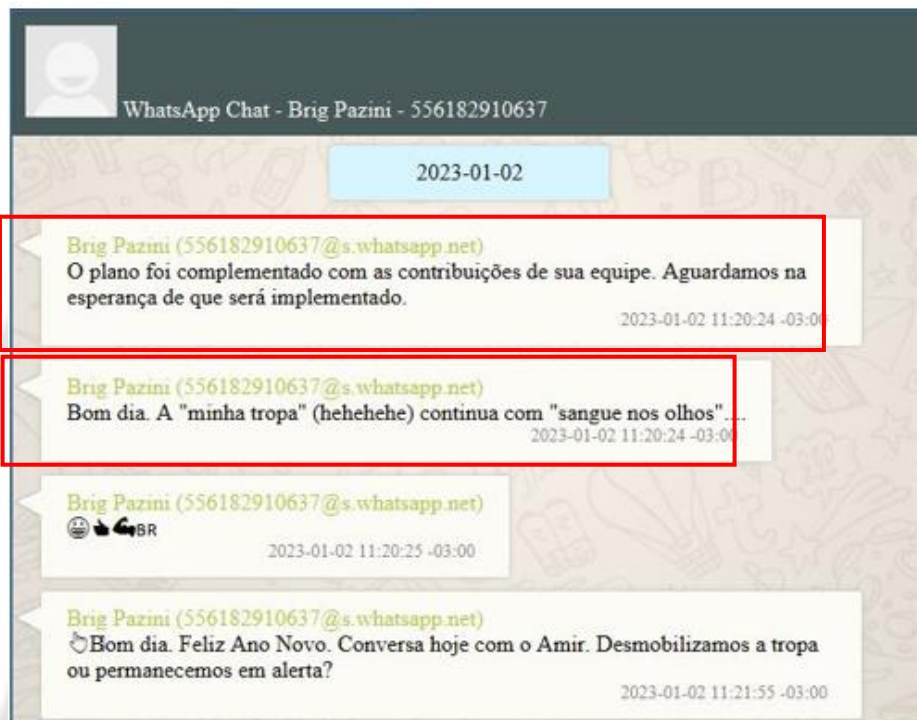 WhatsApp Chat - Brig Pazini - 556182910637
2023-01-02
Brig Pazini (556182910637@s.whatsapp.net)
O plano foi complementado com as contribuições de sua equipe. Aguardamos na
esperança de que será implementado.
2023-01-02 11:20:24 -03:00
Brig Pazini (556182910637@s.whatsapp.net)
Bom dia. A "minha tropa" (hehehehe) continua com "sangue nos olhos"....
2023-01-02 11:20:24 -03:00
Brig Pazini (556182910637@s.whatsapp.net)
😀👍💪BR
2023-01-02 11:20:25 -03:00
Brig Pazini (556182910637@s.whatsapp.net)
👆Bom dia. Feliz Ano Novo. Conversa hoje com o Amir. Desmobilizamos a tropa
ou permanecemos em alerta?
2023-01-02 11:21:55 -03:00